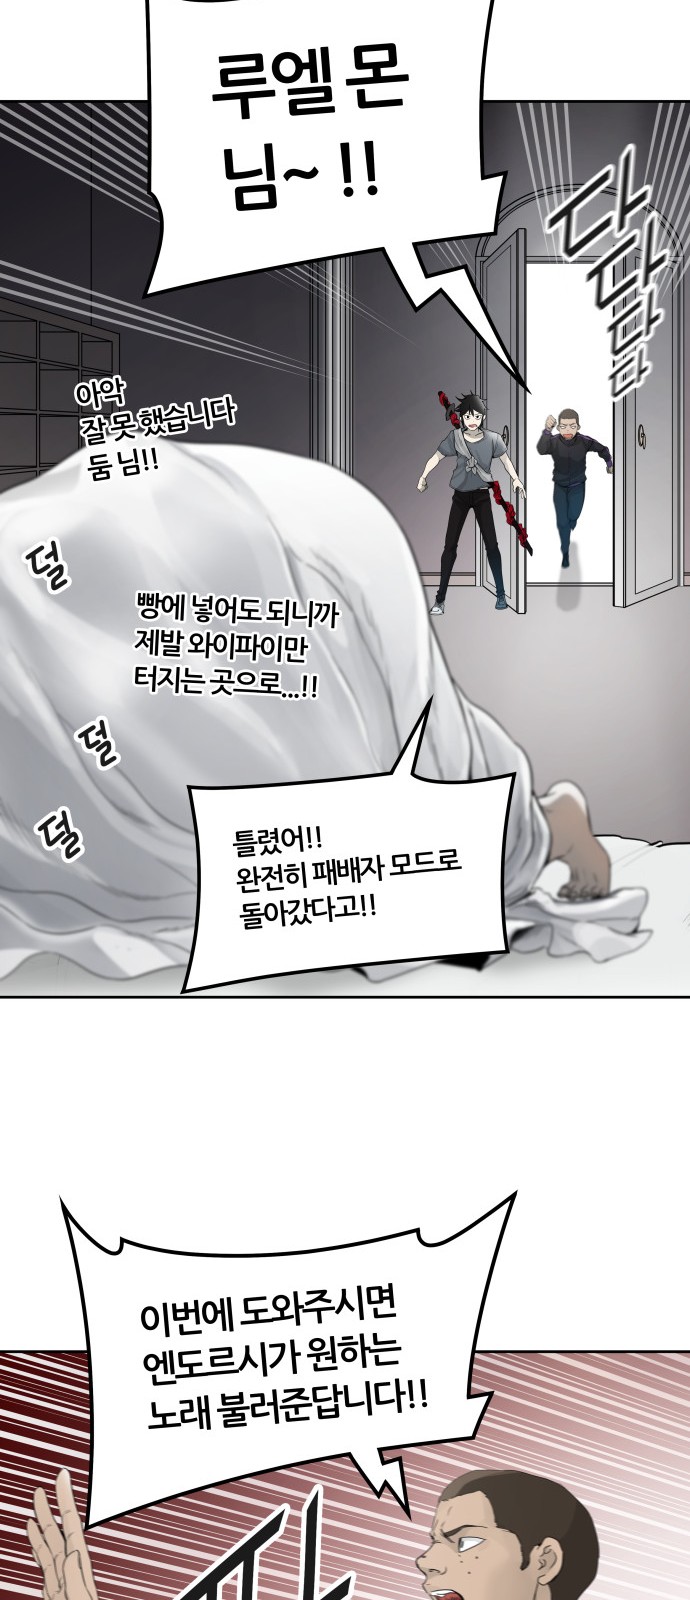 루엘 몬
님~!!
다
다
다
다
다
아악
잘 못 했습니다
둠 님!!
덜
빵에 넣어도 되니까
제발 와이파이만
터지는 곳으로...!!
덜
덜
틀렸어!!
완전히 패배자 모드로
돌아갔다고!!
이번에 도와주시면
엔도르시가 원하는
노래 불러준답니다!!